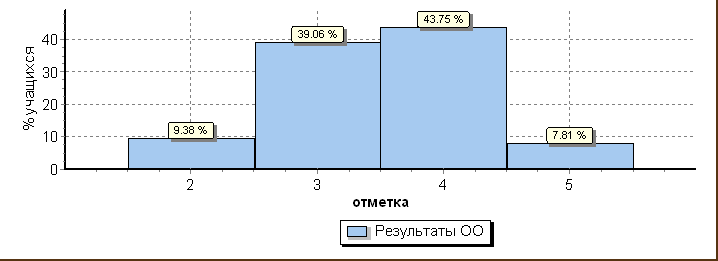 43.75 %
39.06 %
9.38 %
7.81 %
% учащихся
40
30
20
10
0
2 3 4 5
отметка
Результаты ОО